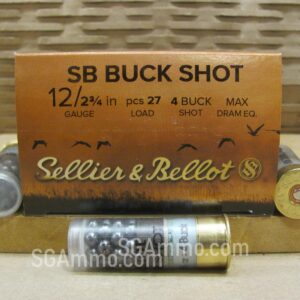 SB BUCK SHOT
12/2¾ in pcs 27 4 BUCK MAX
GAUGE LOAD SHOT DRAM EQ.
Sellier & Bellot S
SGAmmo.com SGAmmo.com